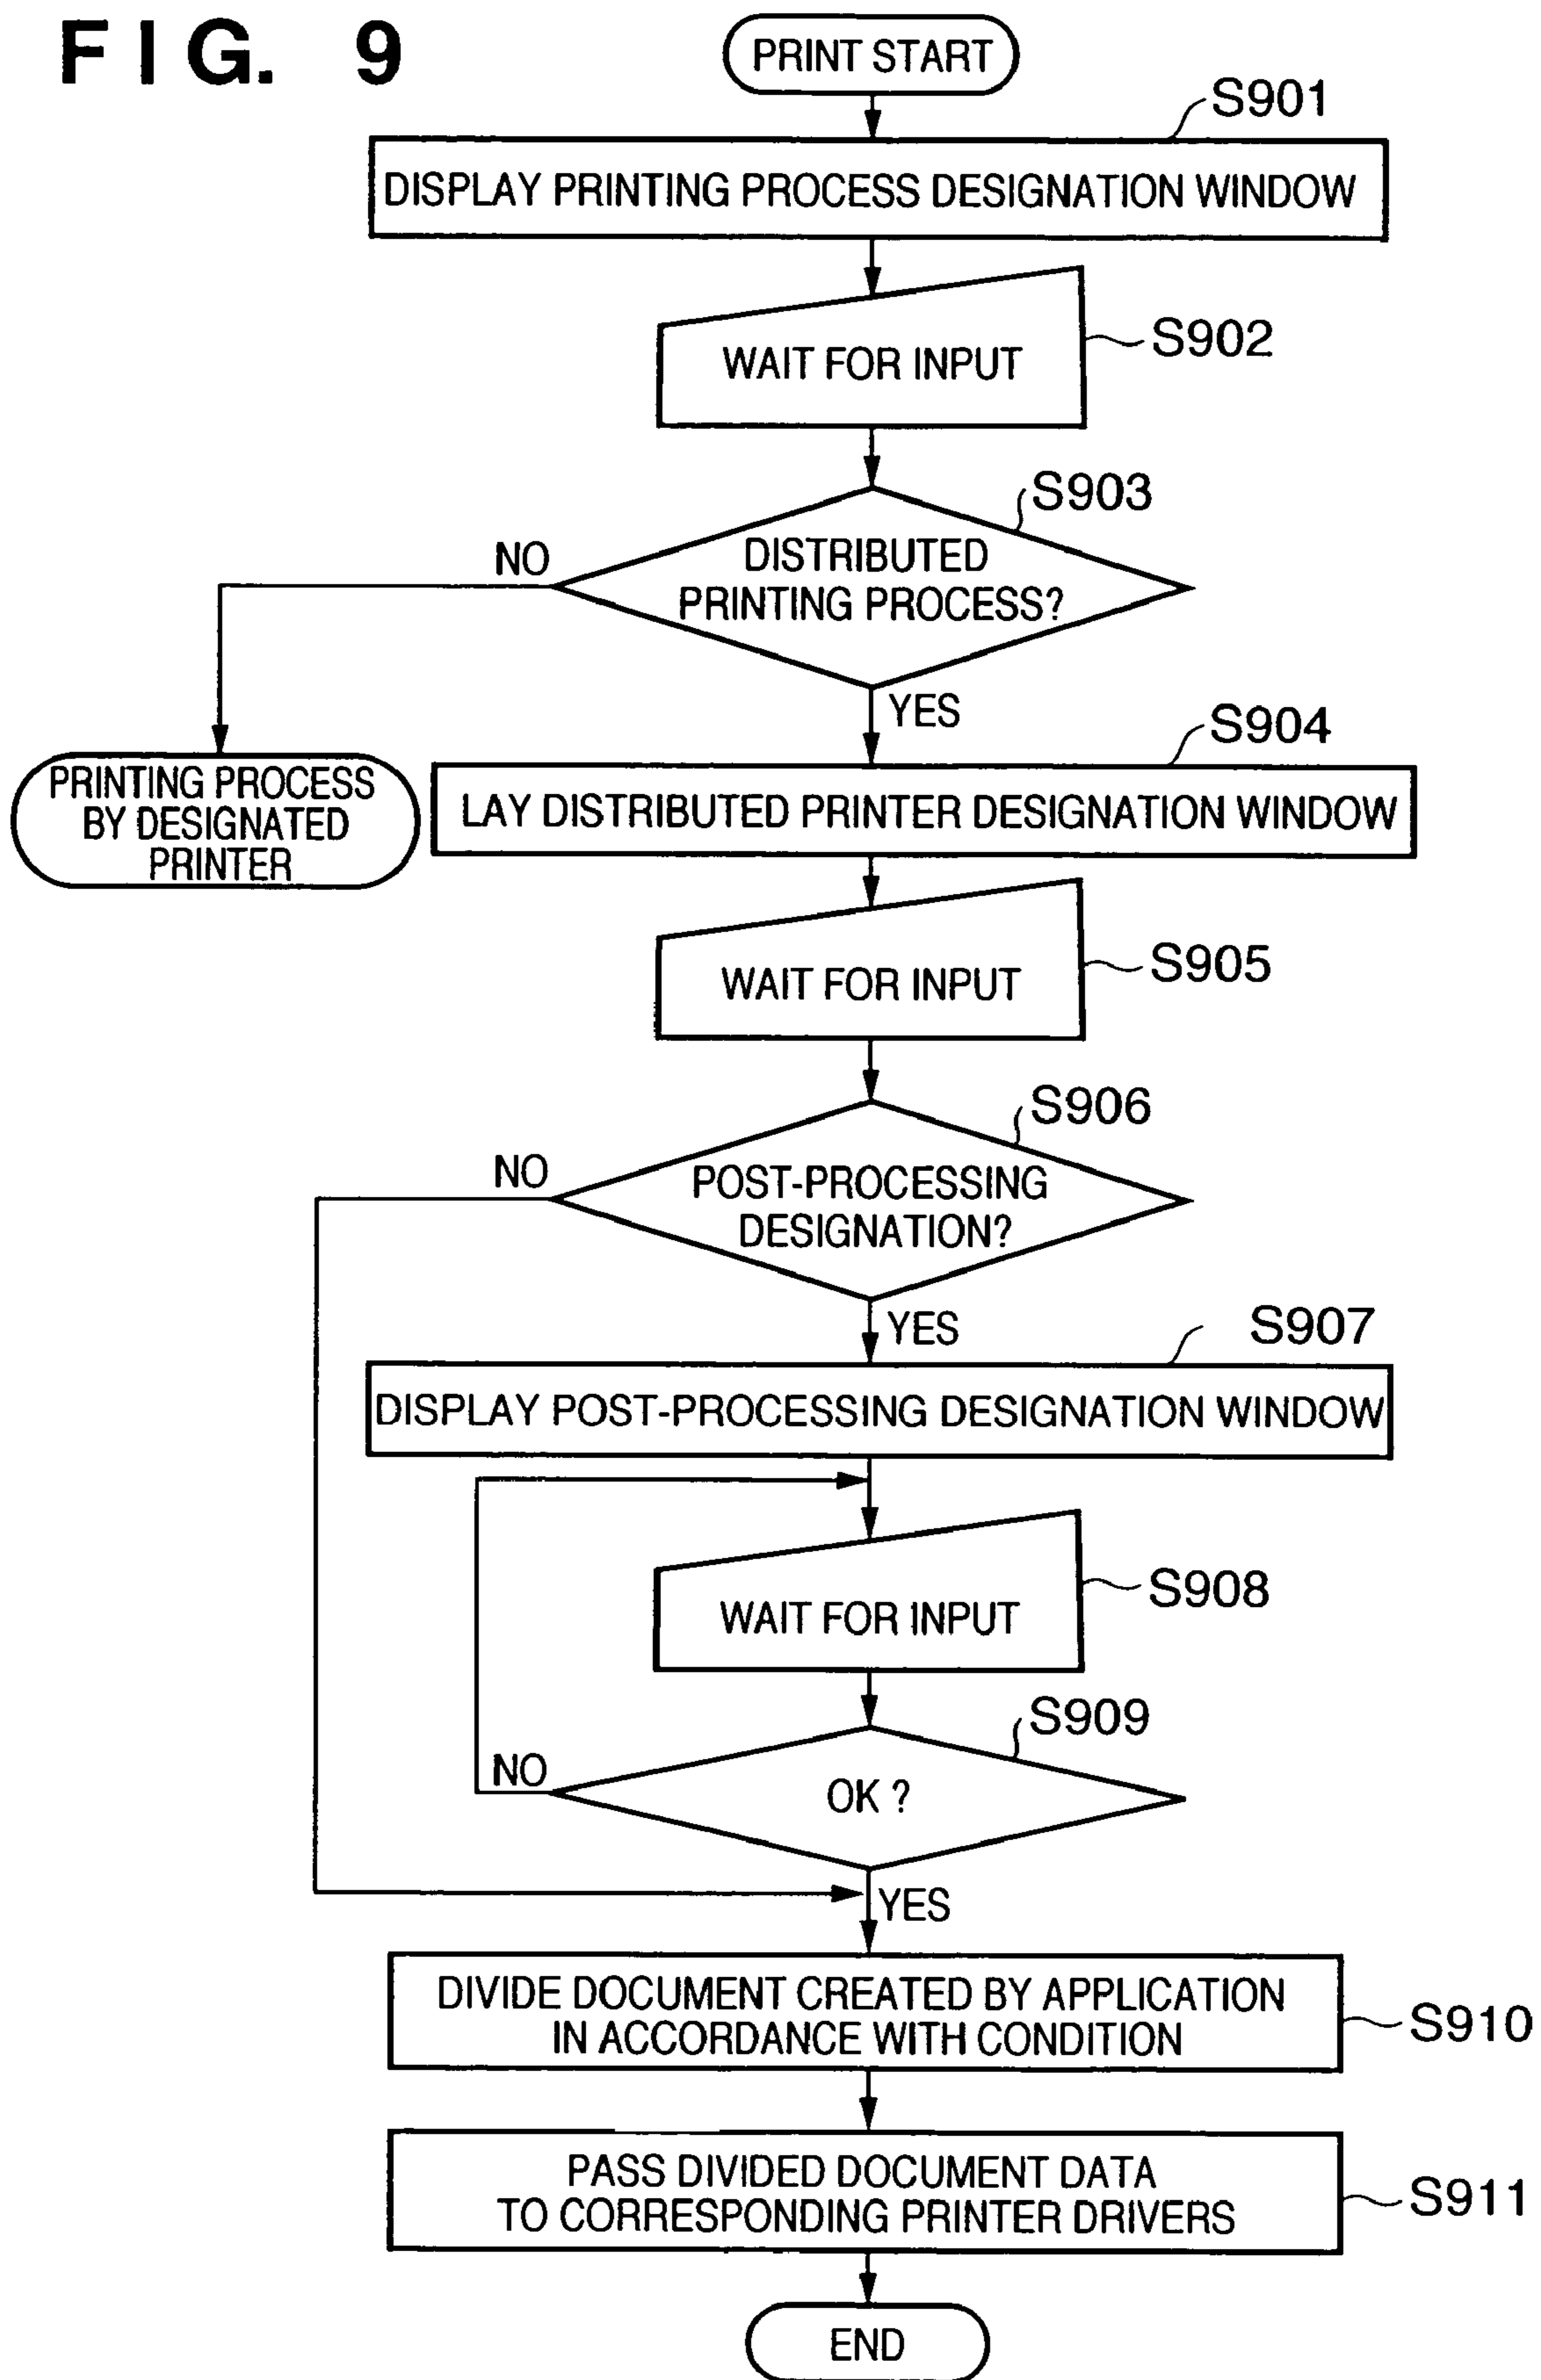 FIG. 9
PRINT START
S901
DISPLAY PRINTING PROCESS DESIGNATION WINDOW
WAIT FOR INPUT
S902
S903
NO
DISTRIBUTED
PRINTING PROCESS?
YES
S904
PRINTING PROCESS
BY DESIGNATED
PRINTER
LAY DISTRIBUTED PRINTER DESIGNATION WINDOW
WAIT FOR INPUT
S905
S906
NO
POST-PROCESSING
DESIGNATION?
YES
S907
DISPLAY POST-PROCESSING DESIGNATION WINDOW
WAIT FOR INPUT
S908
S909
NO
OK ?
YES
DIVIDE DOCUMENT CREATED BY APPLICATION
IN ACCORDANCE WITH CONDITION
S910
PASS DIVIDED DOCUMENT DATA
TO CORRESPONDING PRINTER DRIVERS
S911
END